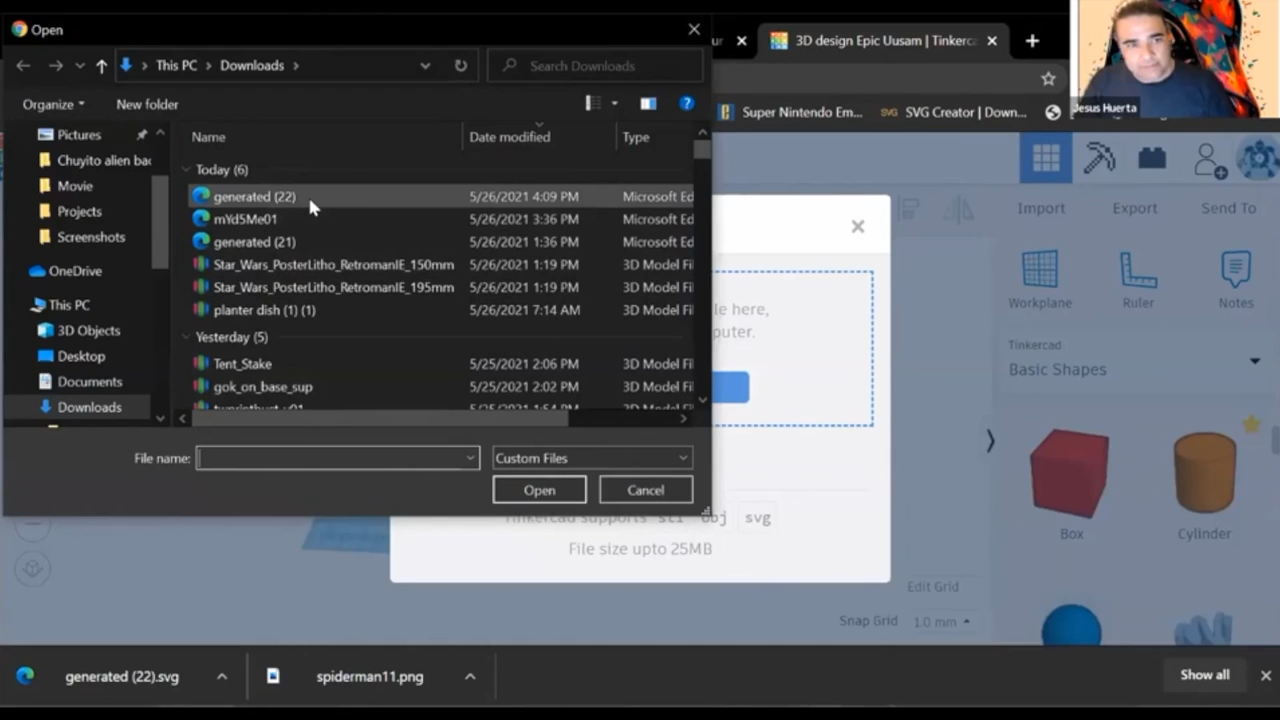 Open
This PC
Downloads
Search Downloads
Organize
New folder
Pictures
Chuyito alien bac
Movie
Projects
Screenshots
OneDrive
This PC
3D Objects
Desktop
Documents
Downloads
Name
Date modified
Type
Today (6)
generated (22) 5/26/2021 4:09 PM Microsoft Ed
mYd5Me01 5/26/2021 3:36 PM Microsoft Ed
generated (21) 5/26/2021 1:36 PM Microsoft Ed
Star_Wars_PosterLitho_RetromanIE_150mm 5/26/2021 1:19 PM 3D Model Fi
Star_Wars_PosterLitho_RetromanIE_195mm 5/26/2021 1:19 PM 3D Model Fi
planter dish (1) (1) 5/26/2021 7:14 AM 3D Model Fi
Yesterday (5)
Tent_Stake 5/25/2021 2:06 PM 3D Model Fi
gok_on_base_sup 5/25/2021 2:02 PM 3D Model Fi
File name:
Custom Files
Open
Cancel
ur
3D design Epic Uusam | Tinkerca
Super Nintendo Em...
SVG SVG Creator | Down...
Jesus Huerta
Import
Export
Send To
Workplane
Ruler
Notes
Tinkercad
Basic Shapes
Box
Cylinder
le here,
puter.
Tinkercad supports stl obj svg
File size upto 25MB
Edit Grid
Snap Grid 1.0 mm
generated (22).svg
spiderman11.png
Show all